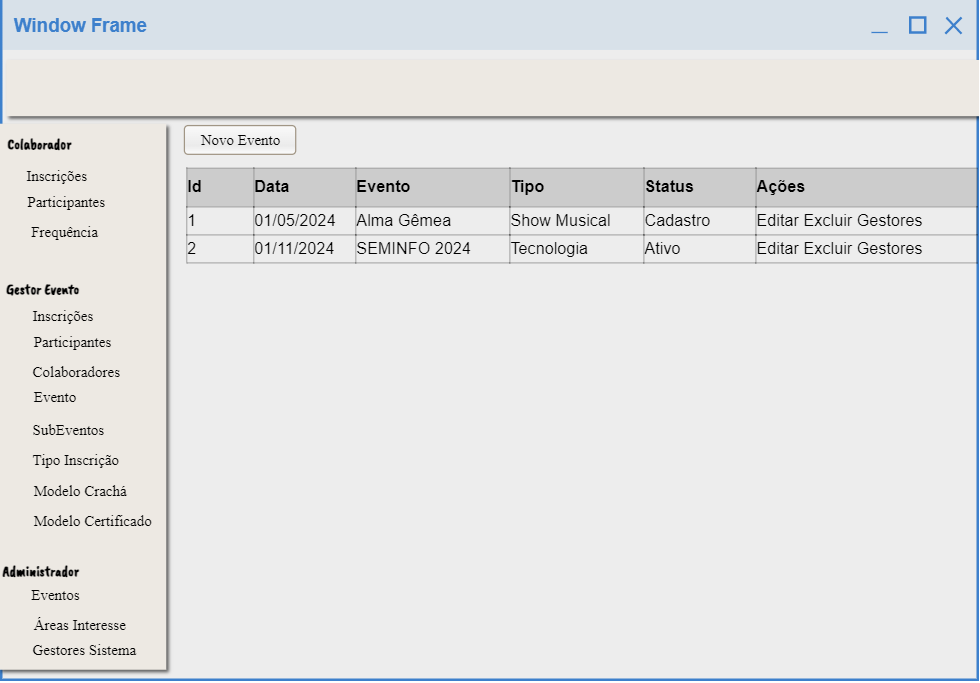 Window Frame
Colaborador
Inscrições
Participantes
Frequência
Gestor Evento
Inscrições
Participantes
Colaboradores
Evento
SubEventos
Tipo Inscrição
Modelo Crachá
Modelo Certificado
Administrador
Eventos
Áreas Interesse
Gestores Sistema
Novo Evento
Id Data Evento Tipo Status Ações
1 01/05/2024 Alma Gêmea Show Musical Cadastro Editar Excluir Gestores
2 01/11/2024 SEMINFO 2024 Tecnologia Ativo Editar Excluir Gestores